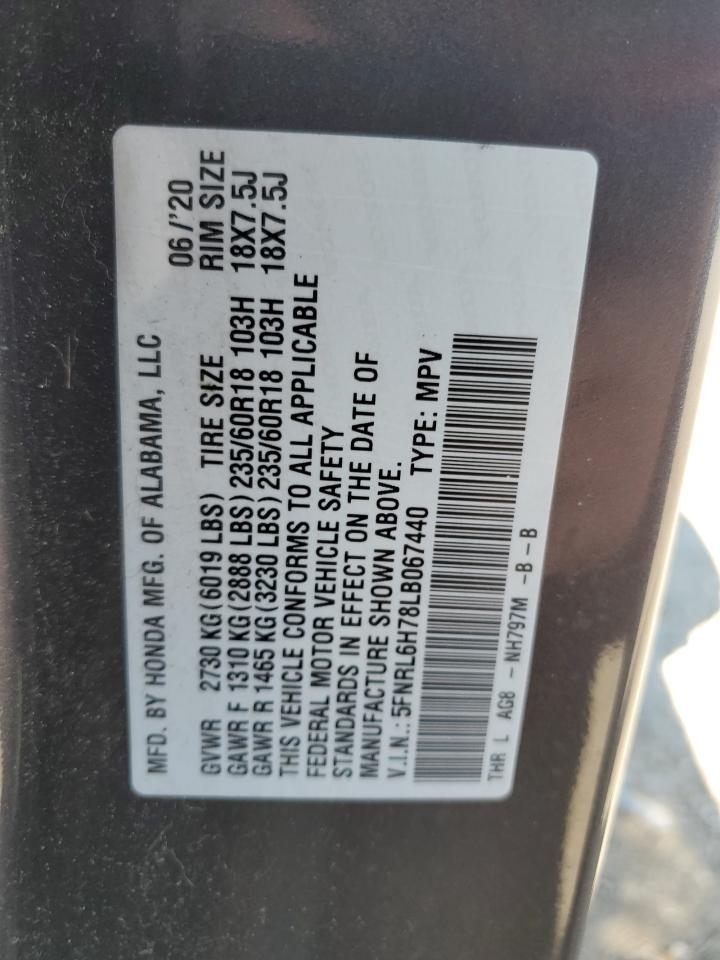 MFD. BY HONDA MFG. OF ALABAMA, LLC 06/'20
GVWR 2730 KG(6019 LBS) TIRE SIZE RIM SIZE
GAWR F 1310 KG(2888 LBS)235/60R18 103H 18X7.5J
GAWR R 1465 KG(3230 LBS)235/60R18 103H 18X7.5J
THIS VEHICLE CONFORMS TO ALL APPLICABLE
FEDERAL MOTOR VEHICLE SAFETY
STANDARDS IN EFFECT ON THE DATE OF
MANUFACTURE SHOWN ABOVE.
V.I.N.: 5FNRL6H78LB067440 TYPE: MPV
THR L AG8 -NH797M -B-B